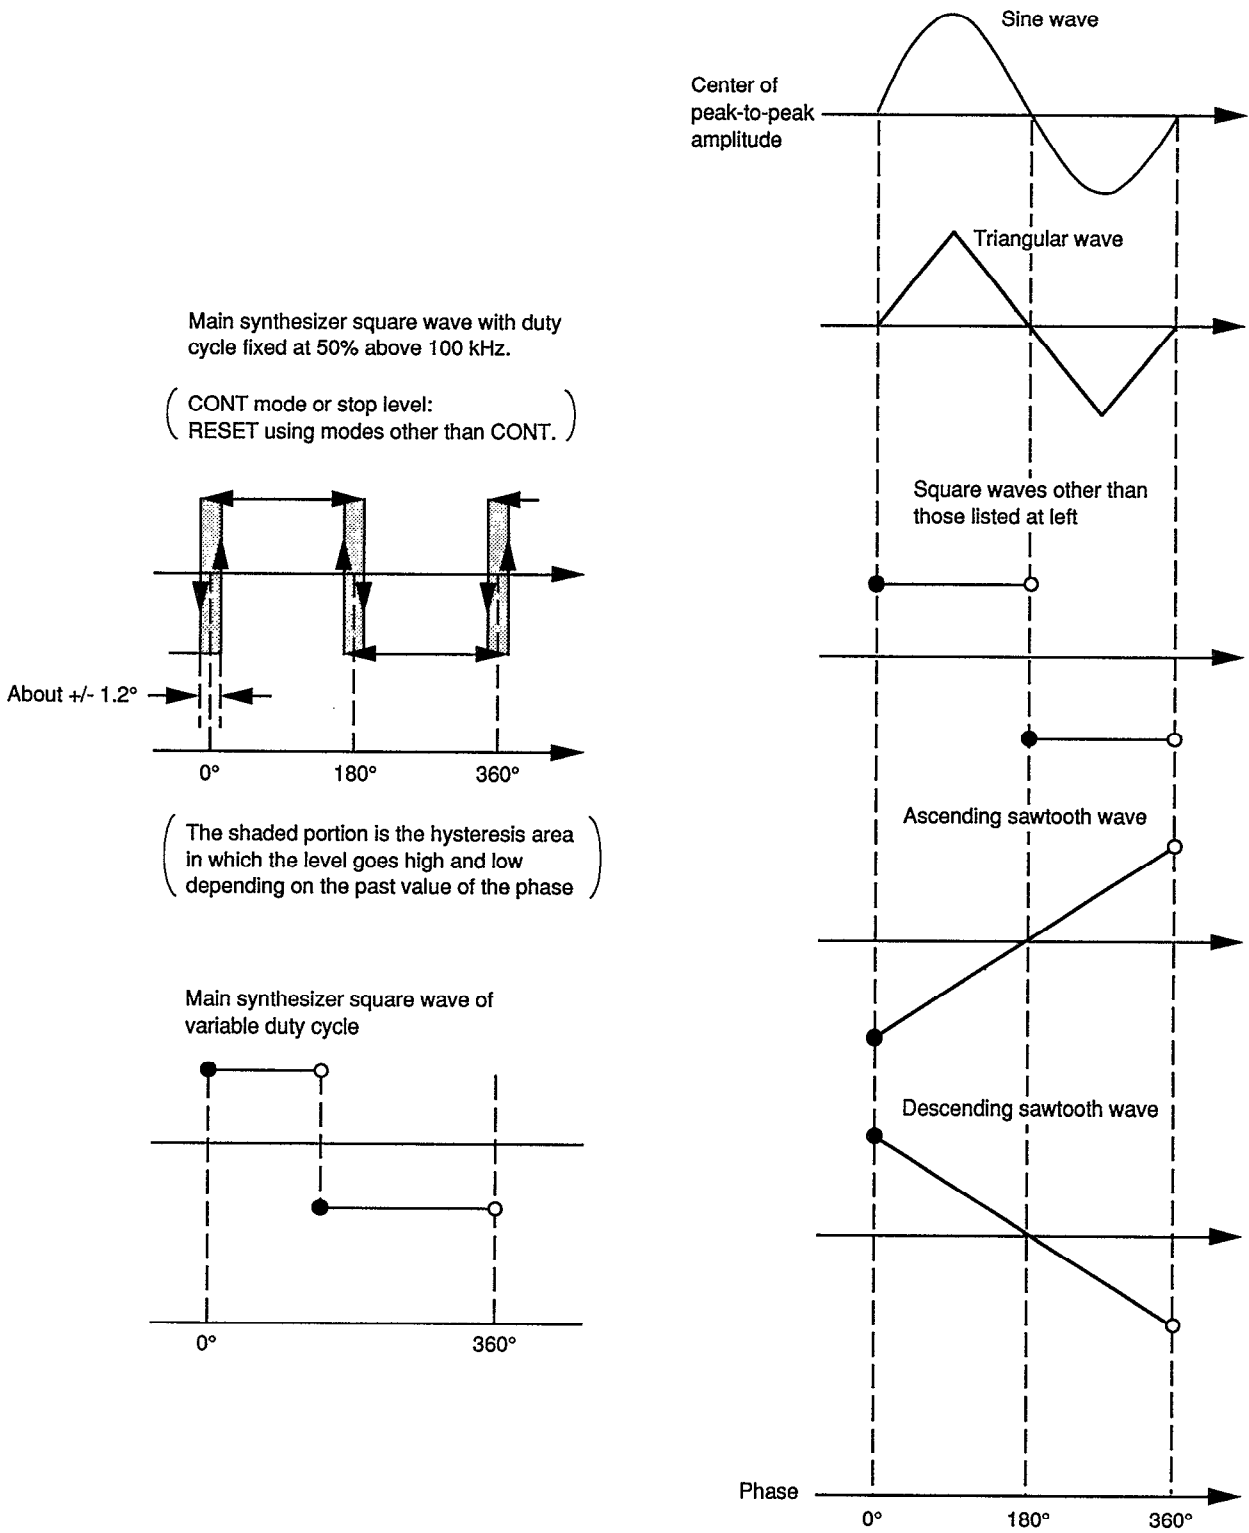 Sine wave
Center of
peak-to-peak
amplitude
Triangular wave
Main synthesizer square wave with duty
cycle fixed at 50% above 100 kHz.
( CONT mode or stop level:
RESET using modes other than CONT. )
Square waves other than
those listed at left
About +/- 1.2°
0° 180° 360°
( The shaded portion is the hysteresis area
in which the level goes high and low
depending on the past value of the phase )
Ascending sawtooth wave
Main synthesizer square wave of
variable duty cycle
Descending sawtooth wave
0° 360°
Phase
0° 180° 360°